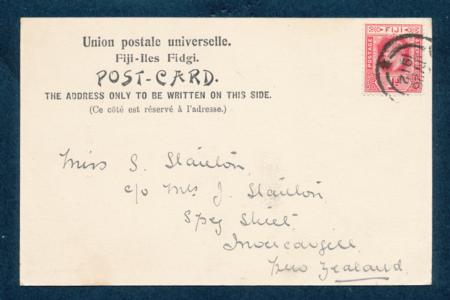 Union postale universelle.
Fiji-Iles Fidgi.
POST-CARD.
THE ADDRESS ONLY TO BE WRITTEN ON THIS SIDE.
(Ce côté est réservé à l'adresse.)
FIJI
POSTAGE
Miss S. Stanton
c/o Mrs J. Stanton
Spey Street
Invercargill
New Zealand.